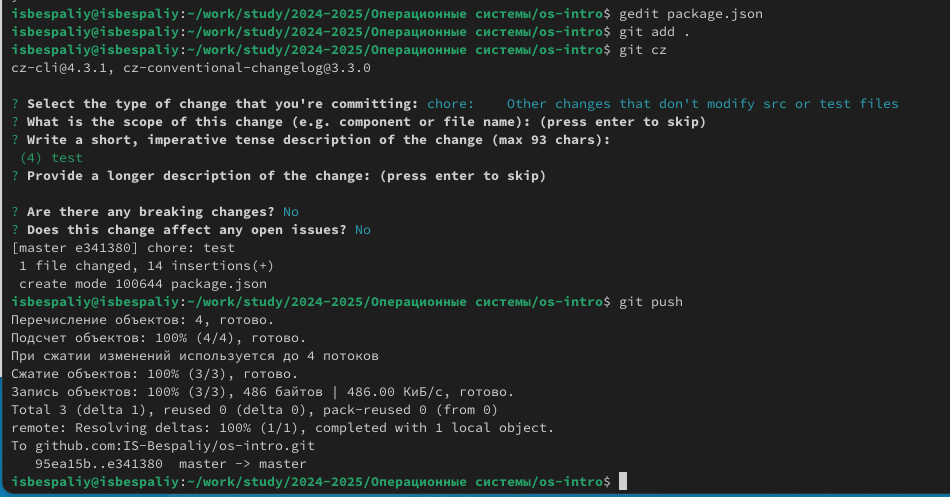 isbespaliy@isbespaliy:~/work/study/2024-2025/Операционные системы/os-intro$ gedit package.json
isbespaliy@isbespaliy:~/work/study/2024-2025/Операционные системы/os-intro$ git add .
isbespaliy@isbespaliy:~/work/study/2024-2025/Операционные системы/os-intro$ git cz
cz-cli@4.3.1, cz-conventional-changelog@3.3.0
? Select the type of change that you're committing: chore:    Other changes that don't modify src or test files
? What is the scope of this change (e.g. component or file name): (press enter to skip)
? Write a short, imperative tense description of the change (max 93 chars):
 (4) test
? Provide a longer description of the change: (press enter to skip)
? Are there any breaking changes? No
? Does this change affect any open issues? No
[master e341380] chore: test
 1 file changed, 14 insertions(+)
 create mode 100644 package.json
isbespaliy@isbespaliy:~/work/study/2024-2025/Операционные системы/os-intro$ git push
Перечисление объектов: 4, готово.
Подсчет объектов: 100% (4/4), готово.
При сжатии изменений используется до 4 потоков
Сжатие объектов: 100% (3/3), готово.
Запись объектов: 100% (3/3), 486 байтов | 486.00 КиБ/с, готово.
Total 3 (delta 1), reused 0 (delta 0), pack-reused 0 (from 0)
remote: Resolving deltas: 100% (1/1), completed with 1 local object.
To github.com:IS-Bespaliy/os-intro.git
   95ea15b..e341380  master -> master
isbespaliy@isbespaliy:~/work/study/2024-2025/Операционные системы/os-intro$